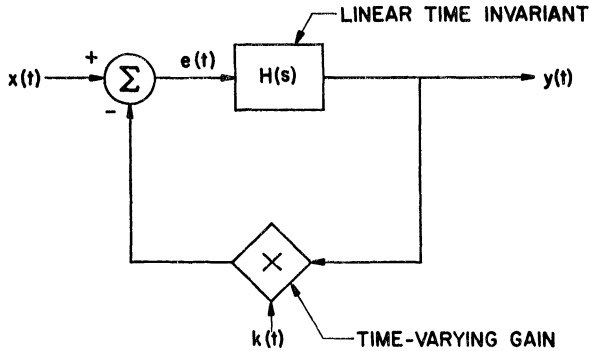 LINEAR TIME INVARIANT
x(t)
+
Σ
e(t)
H(s)
y(t)
-
×
k(t)
TIME-VARYING GAIN